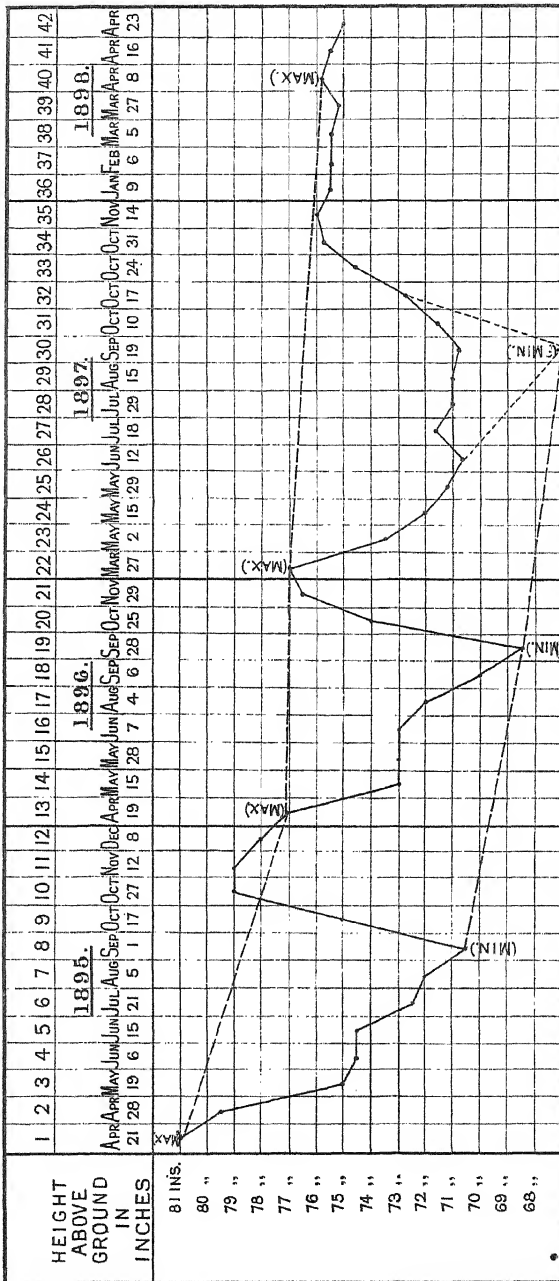 1 2 3 4 5 6 7 8 9 10 11 12 13 14 15 16 17 18 19 20 21 22 23 24 25 26 27 28 29 30 31 32 33 34 35 36 37 38 39 40 41 42
1895. 1896. 1897. 1898.
HEIGHT
ABOVE
GROUND
IN
INCHES
APR APR MAY JUN JUN JUL AUG SEP OCT OCT NOV DEC APR MAY MAY JUN AUG SEP SEP OCT NOV MAR MAY MAY MAY JUN JUL JUL AUG SEP OCT OCT OCT OCT NOV JAN FEB MAR MAR APR APR APR
21 28 19 6 15 21 5 1 17 27 12 8 19 15 28 7 4 6 28 25 29 27 2 15 29 12 18 29 15 19 10 17 24 31 14 9 6 5 27 8 16 23
81 INS.
80 "
79 "
78 "
77 "
76 "
75 "
74 "
73 "
72 "
71 "
70 "
69 "
68 "
(MAX
(MAX)
(MAX.)
(MAX.)
(MIN.)
MIN.)
(? MIN.)